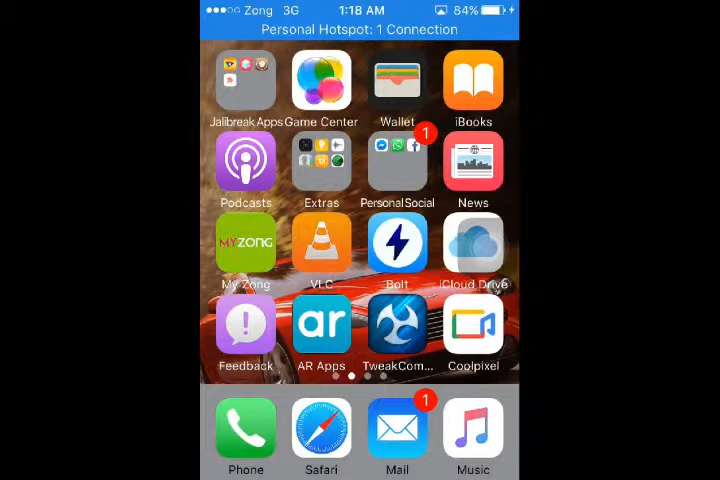 Zong 3G 1:18 AM 84%
Personal Hotspot: 1 Connection
Jailbreak Apps Game Center Wallet iBooks
1
Podcasts Extras PersonalSocial News
MYZONG
My Zong VLC Bolt iCloud Drive
ar
Feedback AR Apps TweakCom... Coolpixel
1
Phone Safari Mail Music